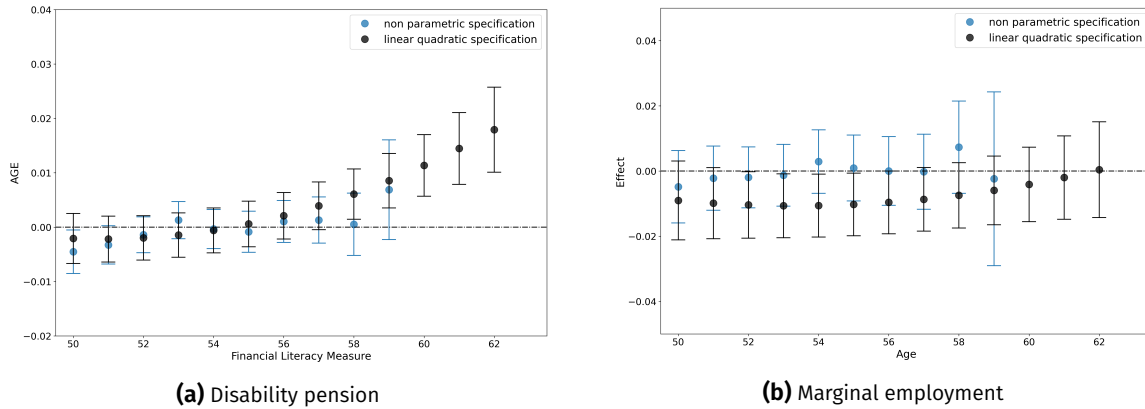 0.04
0.03
0.02
0.01
0.00
−0.01
−0.02
AGE
non parametric specification
linear quadratic specification
50 52 54 56 58 60 62
Financial Literacy Measure
(a) Disability pension
0.04
0.02
0.00
−0.02
−0.04
Effect
non parametric specification
linear quadratic specification
50 52 54 56 58 60 62
Age
(b) Marginal employment